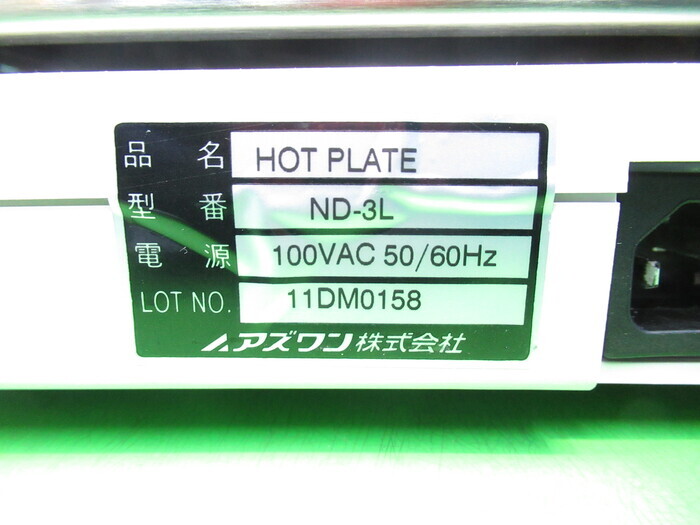 品名 HOT PLATE
型番 ND-3L
電源 100VAC 50/60Hz
LOT NO. 11DM0158
アズワン株式会社